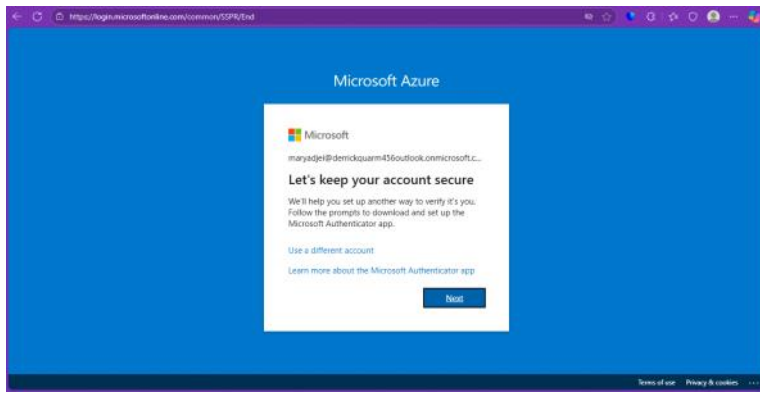 https://login.microsoftonline.com/common/SSPR/End
Microsoft Azure
Microsoft
maryadjei@derrickquarm456outlook.onmicrosoft.c...
Let's keep your account secure
We'll help you set up another way to verify it's you.
Follow the prompts to download and set up the
Microsoft Authenticator app.
Use a different account
Learn more about the Microsoft Authenticator app
Next
Terms of use Privacy & cookies ...